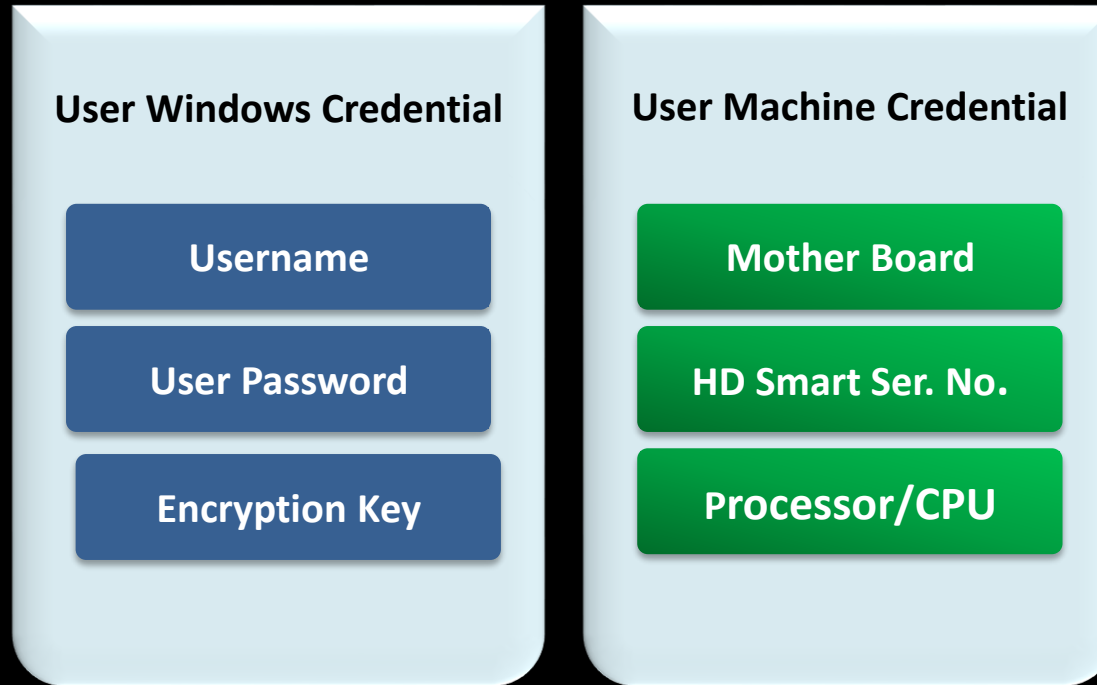 User Windows Credential
Username
User Password
Encryption Key
User Machine Credential
Mother Board
HD Smart Ser. No.
Processor/CPU